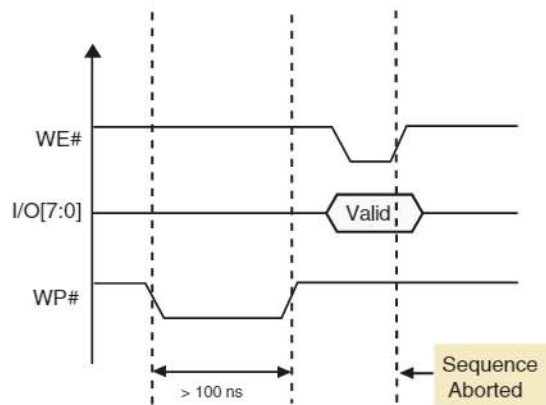 WE#
I/O[7:0]
Valid
WP#
> 100 ns
Sequence
Aborted